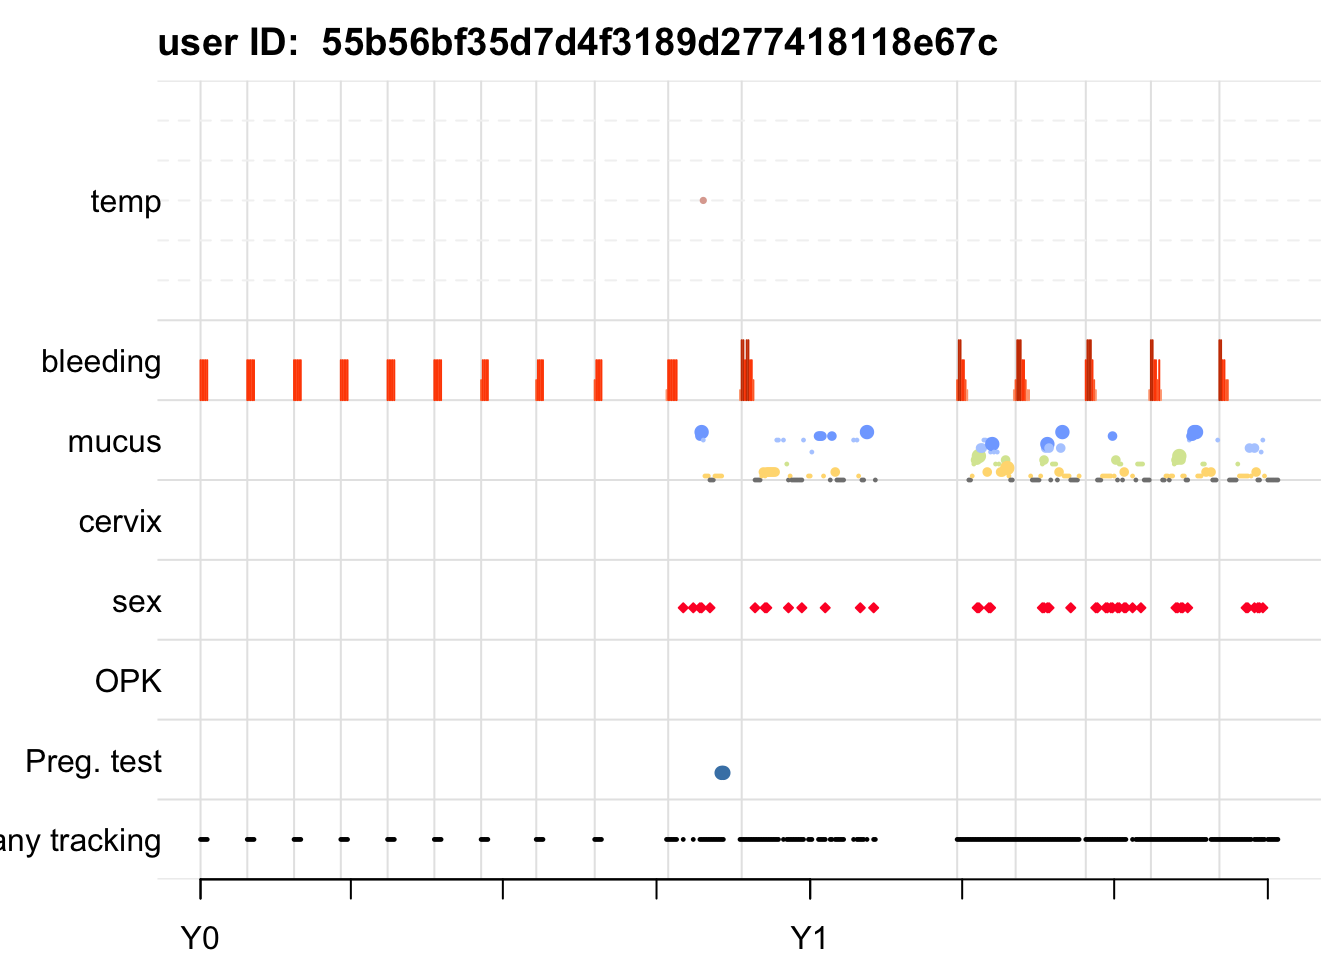 user ID:  55b56bf35d7d4f3189d277418118e67c
temp
bleeding
mucus
cervix
sex
OPK
Preg. test
any tracking
Y0
Y1